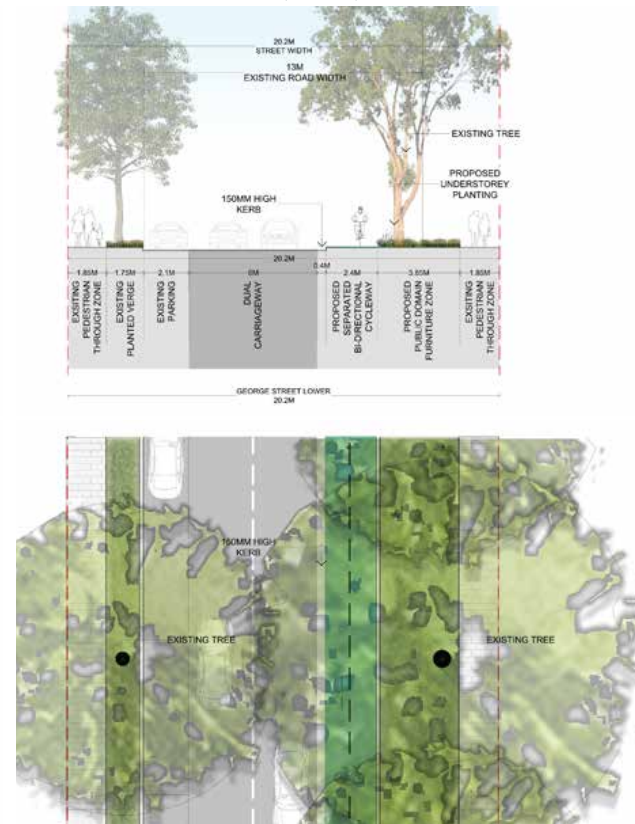 20.2M
STREET WIDTH
13M
EXISTING ROAD WIDTH
EXISTING TREE
PROPOSED
UNDERSTOREY
PLANTING
150MM HIGH
KERB
20.2M
1.85M
1.75M
2.1M
6M
0.4M
2.4M
3.85M
1.85M
EXSITING
PEDESTRIAN
THROUGH ZONE
EXISTING
PLANTED VERGE
EXISTING
PARKING
DUAL
CARRIAGEWAY
PROPOSED
SEPARATED
BI-DIRECTIONAL
CYCLEWAY
PROPOSED
PUBLIC DOMAIN
FURNITURE ZONE
EXISTING
PEDESTRIAN
THROUGH ZONE
GEORGE STREET LOWER
20.2M
150MM HIGH
KERB
EXISTING TREE
EXISTING TREE